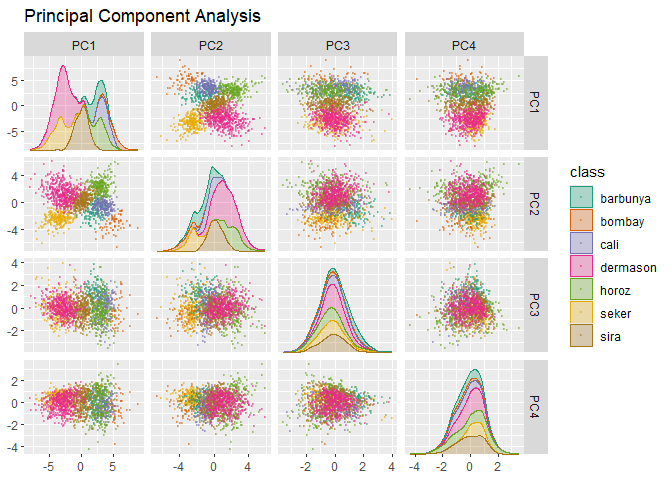 Principal Component Analysis
PC1 PC2 PC3 PC4
5
0
-5
PC1
4
2
0
-2
-4
PC2
4
2
0
-2
PC3
2
0
-2
-4
PC4
-5 0 5 -4 0 4 -2 0 2 4 -4 -2 0 2
class
barbunya
bombay
cali
dermason
horoz
seker
sira